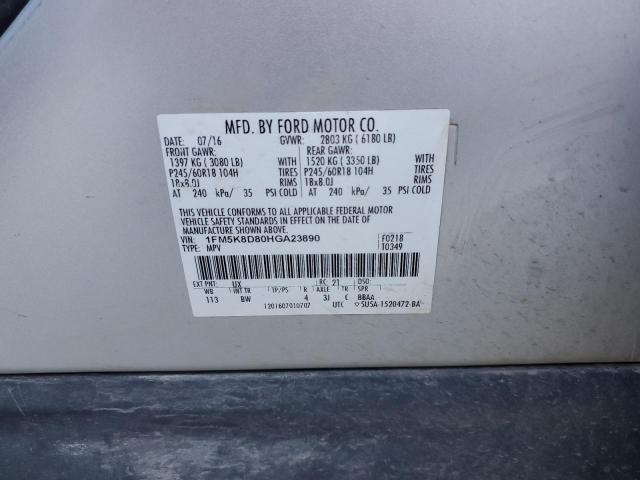 MFD. BY FORD MOTOR CO.
DATE: 07/16 GVWR: 2803 KG ( 6180 LB)
FRONT GAWR: REAR GAWR:
1397 KG ( 3080 LB) WITH 1520 KG ( 3350 LB) WITH
P245/60R18 104H TIRES P245/60R18 104H TIRES
18x8.0J RIMS 18x8.0J RIMS
AT 240 kPa/ 35 PSI COLD AT 240 kPa/ 35 PSI COLD
THIS VEHICLE CONFORMS TO ALL APPLICABLE FEDERAL MOTOR
VEHICLE SAFETY STANDARDS IN EFFECT ON THE DATE OF
MANUFACTURE SHOWN ABOVE.
VIN: 1FM5K8D80HGA23890 F0218
TYPE: MPV T0349
EXT PNT: UX RC: 21 DSO:
WB INT TR TP/PS R AXLE TR SPR
113 BW 4 3J C BBAA
1201607010707 UTC 5U5A-1520472-BA